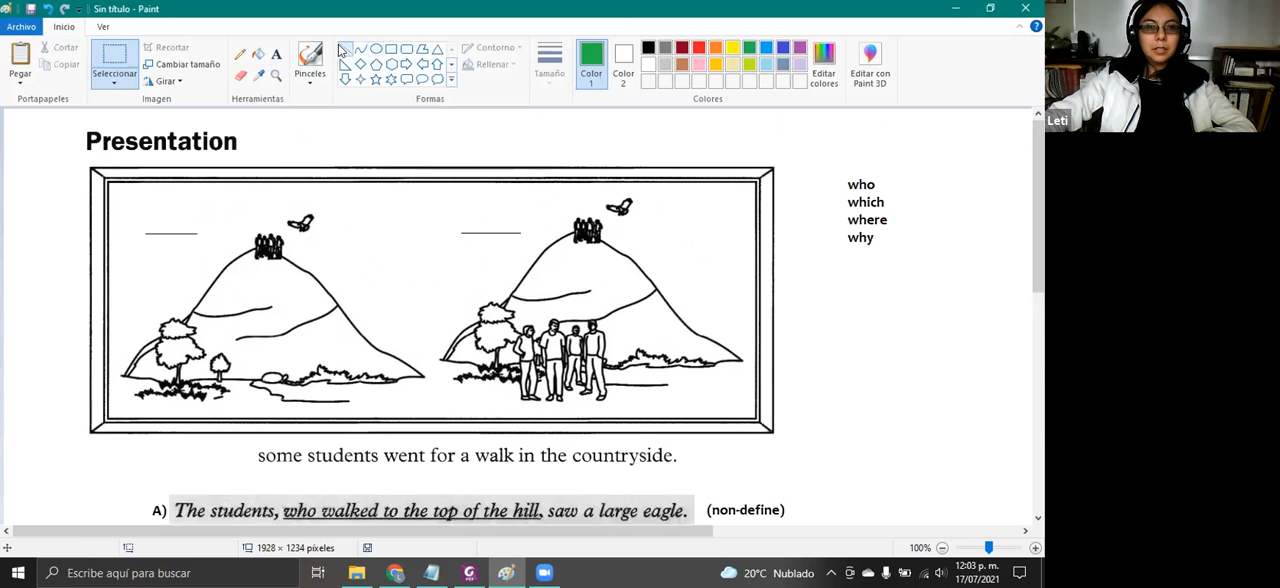 Sin título - Paint
Archivo Inicio Ver
Pegar
Cortar
Copiar
Portapapeles
Seleccionar
Recortar
Cambiar tamaño
Girar
Imagen
Herramientas
Pinceles
Contorno
Rellenar
Formas
Tamaño
Color 1
Color 2
Editar colores
Colores
Editar con Paint 3D
Leti
Presentation
who
which
where
why
some students went for a walk in the countryside.
A) The students, who walked to the top of the hill, saw a large eagle. (non-define)
1928 × 1234 píxeles
100%
Escribe aquí para buscar
20°C Nublado
12:03 p. m.
17/07/2021